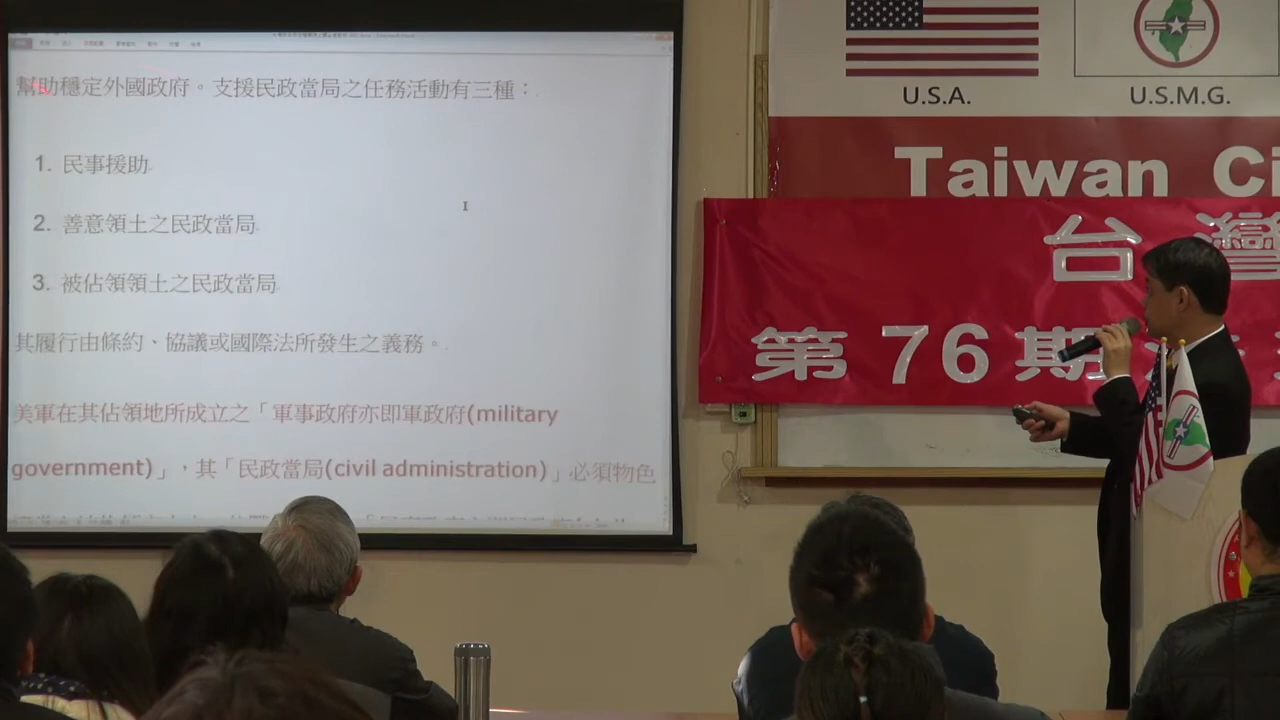 幫助穩定外國政府。支援民政當局之任務活動有三種：
1. 民事援助
2. 善意領土之民政當局
3. 被佔領領土之民政當局
其履行由條約、協議或國際法所發生之義務。
美軍在其佔領地所成立之「軍事政府亦即軍政府(military
government)」，其「民政當局(civil administration)」必須物色
U.S.A.
U.S.M.G.
Taiwan Ci
台灣
第76期